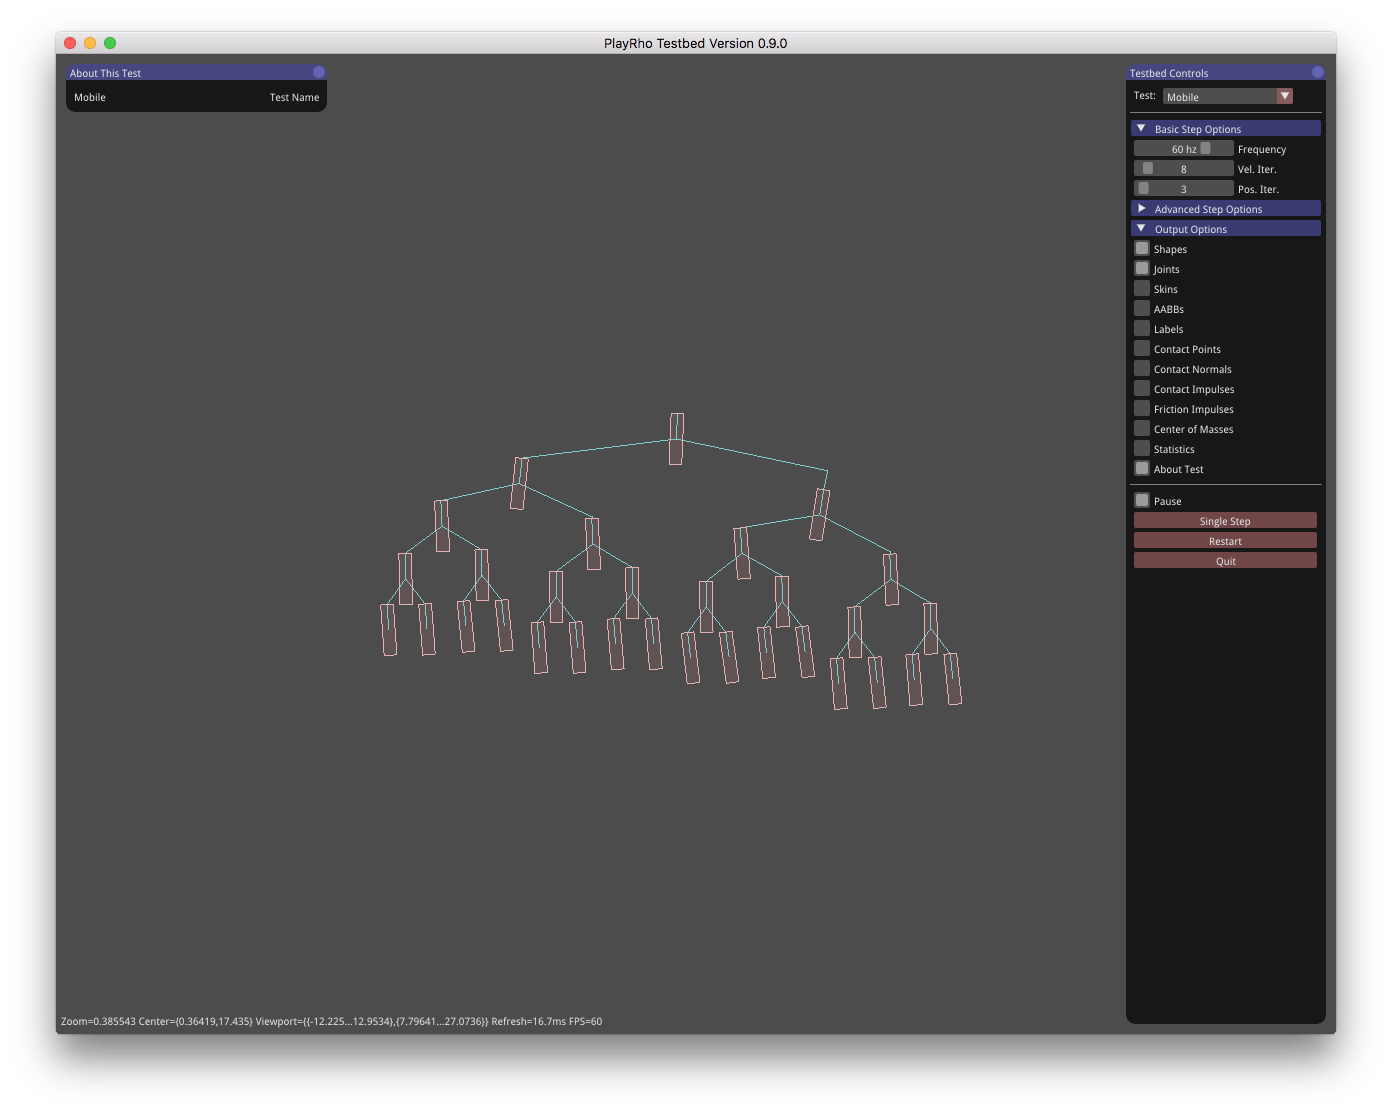 PlayRho Testbed Version 0.9.0
About This Test
Mobile Test Name
Testbed Controls
Test: Mobile
Basic Step Options
60 hz Frequency
8 Vel. Iter.
3 Pos. Iter.
Advanced Step Options
Output Options
Shapes
Joints
Skins
AABBs
Labels
Contact Points
Contact Normals
Contact Impulses
Friction Impulses
Center of Masses
Statistics
About Test
Pause
Single Step
Restart
Quit
Zoom=0.385543 Center={0.36419,17.435} Viewport={{-12.225...12.9534},{7.79641...27.0736}} Refresh=16.7ms FPS=60